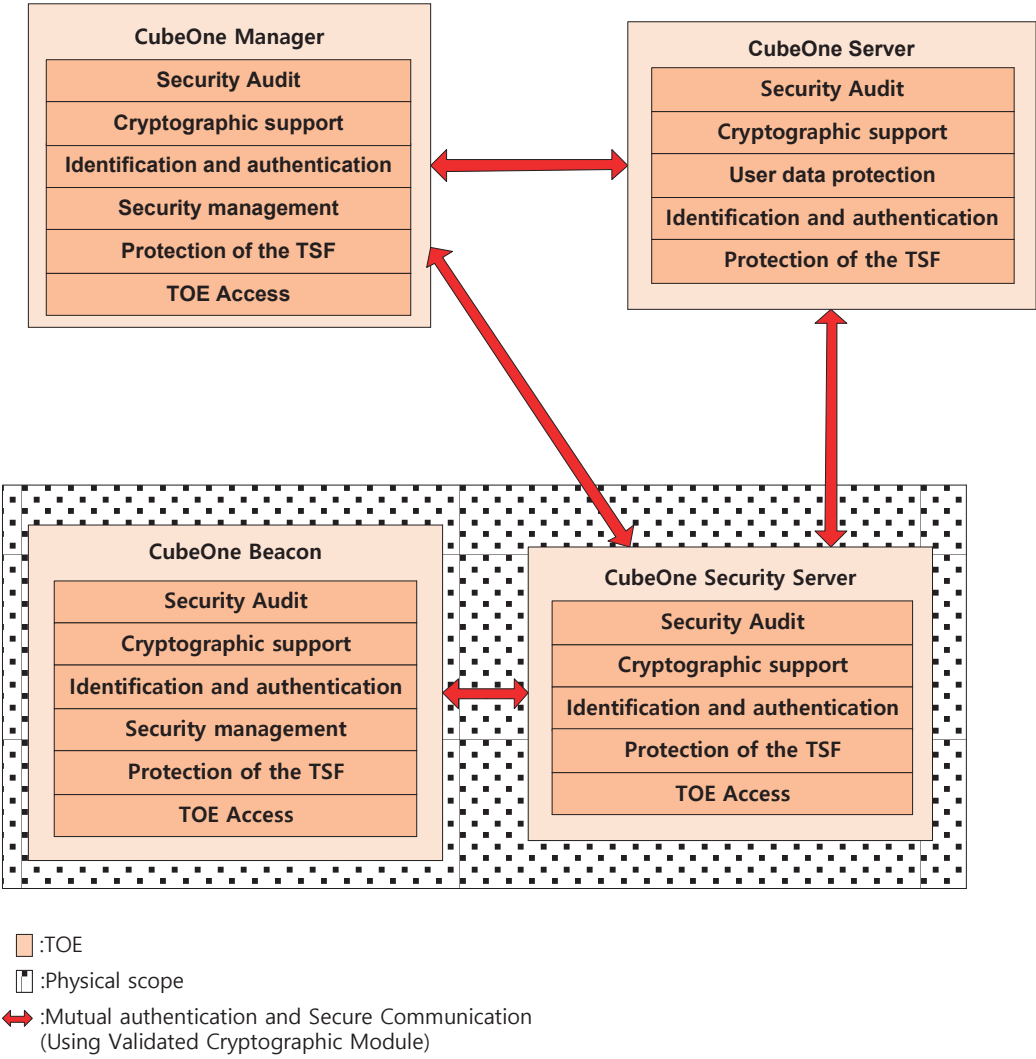 CubeOne Manager
Security Audit
Cryptographic support
Identification and authentication
Security management
Protection of the TSF
TOE Access
CubeOne Server
Security Audit
Cryptographic support
User data protection
Identification and authentication
Protection of the TSF
CubeOne Beacon
Security Audit
Cryptographic support
Identification and authentication
Security management
Protection of the TSF
TOE Access
CubeOne Security Server
Security Audit
Cryptographic support
Identification and authentication
Protection of the TSF
TOE Access
:TOE
:Physical scope
:Mutual authentication and Secure Communication
(Using Validated Cryptographic Module)